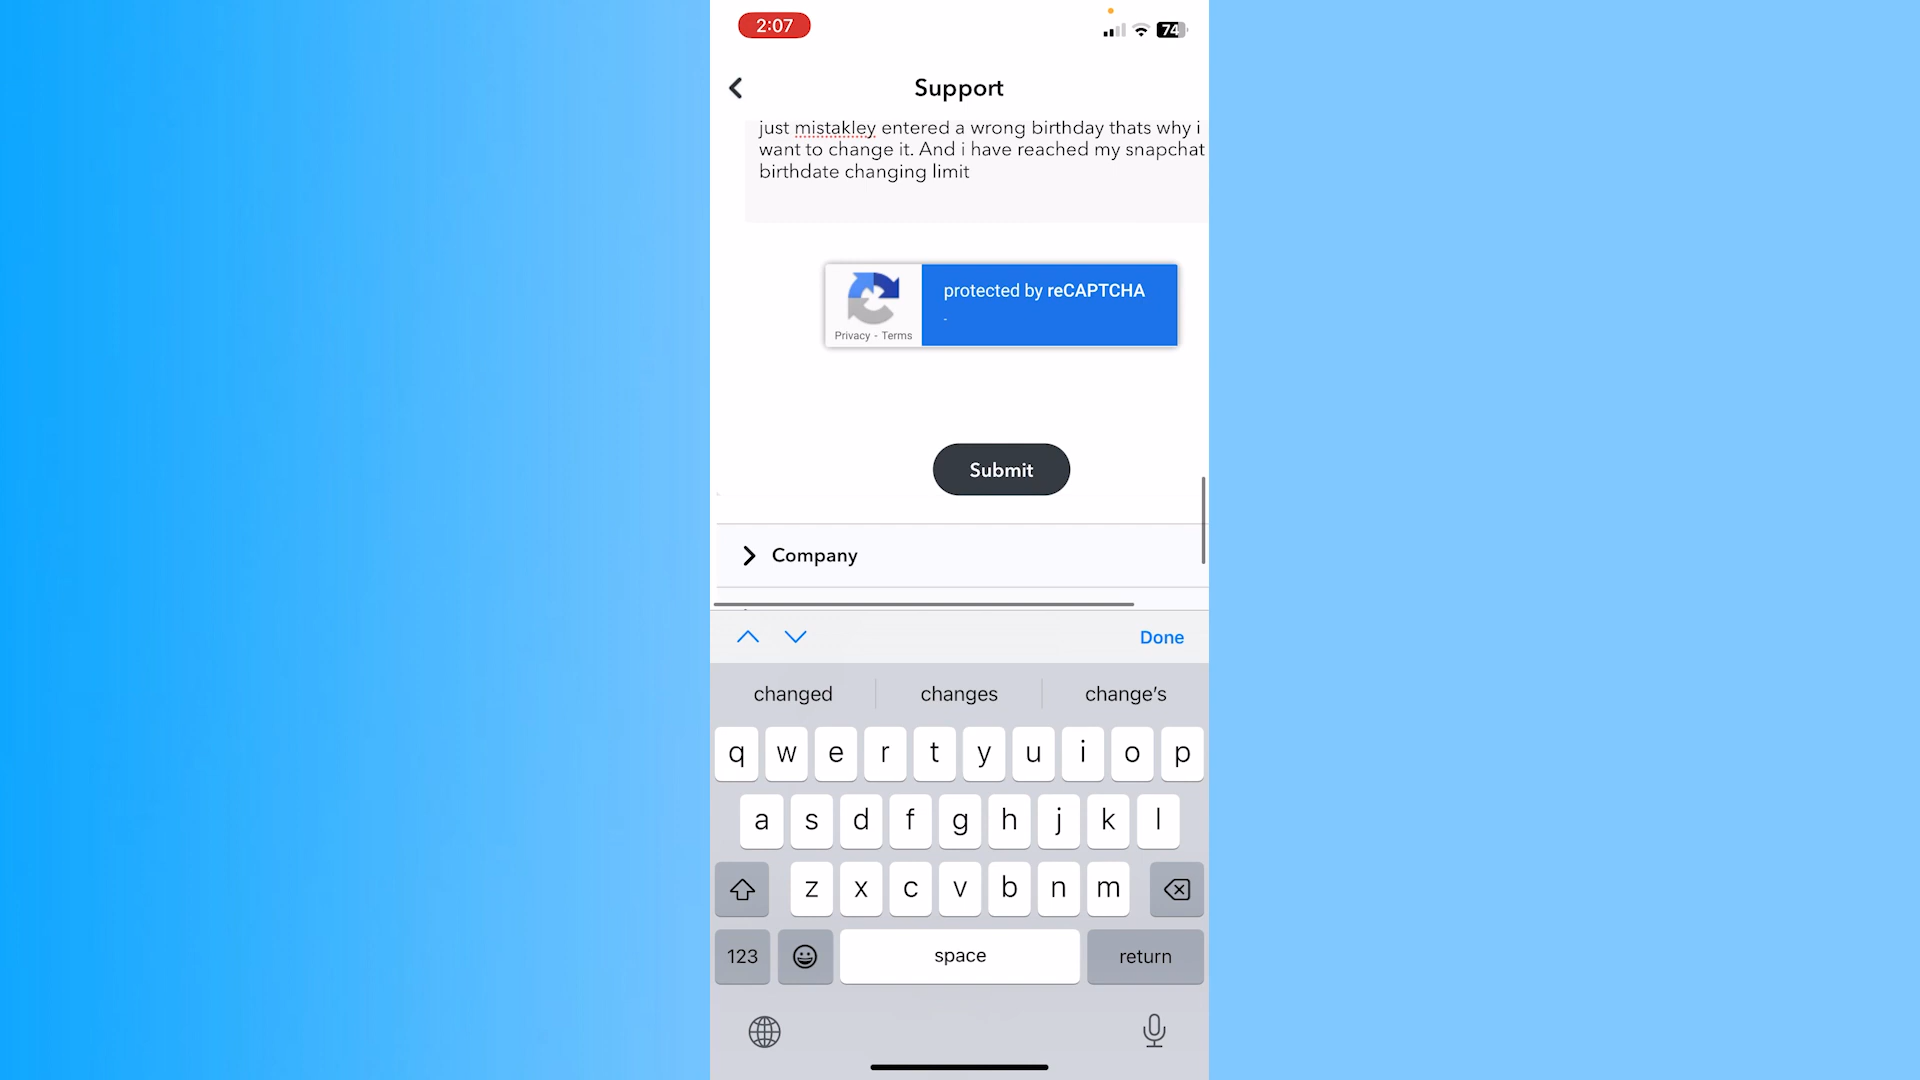 2:07
74
Support
just mistakley entered a wrong birthday thats why i
want to change it. And i have reached my snapchat
birthdate changing limit
protected by reCAPTCHA
Privacy - Terms
Submit
Company
Done
changed changes change's
q w e r t y u i o p
a s d f g h j k l
z x c v b n m
123 space return